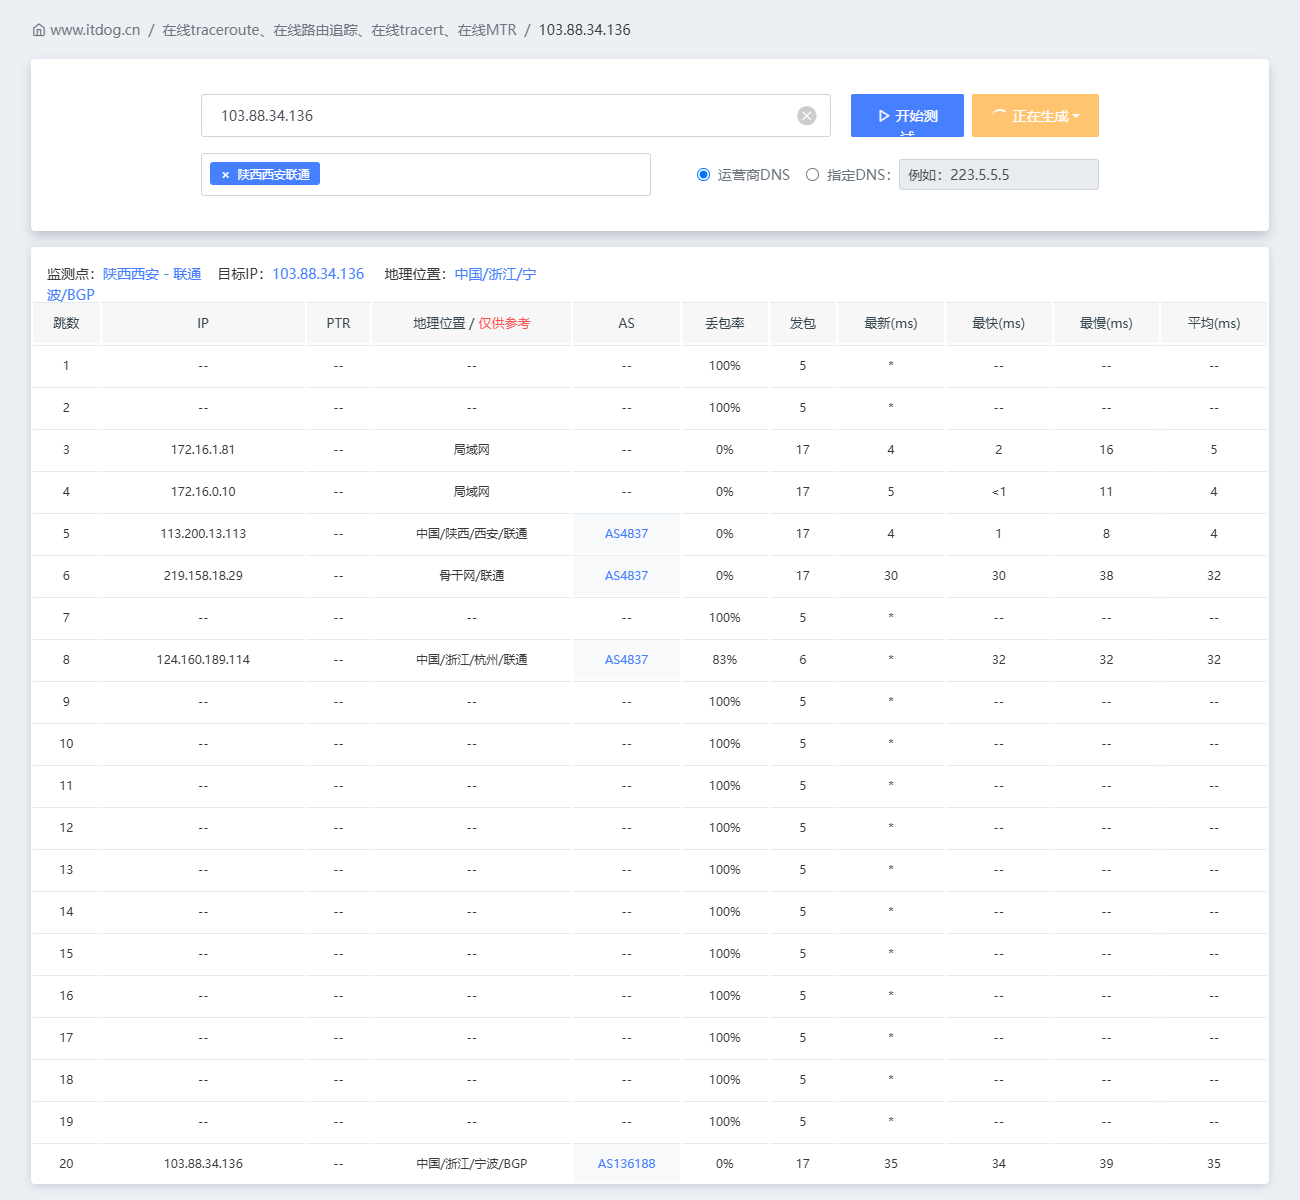 www.itdog.cn / 在线traceroute、在线路由追踪、在线tracert、在线MTR / 103.88.34.136
103.88.34.136
开始测
正在生成
× 陕西西安联通
运营商DNS 指定DNS： 例如：223.5.5.5
监测点：陕西西安 - 联通 目标IP：103.88.34.136 地理位置：中国/浙江/宁
波/BGP
跳数 IP PTR 地理位置 / 仅供参考 AS 丢包率 发包 最新(ms) 最快(ms) 最慢(ms) 平均(ms)
1 -- -- -- -- 100% 5 * -- -- --
2 -- -- -- -- 100% 5 * -- -- --
3 172.16.1.81 -- 局域网 -- 0% 17 4 2 16 5
4 172.16.0.10 -- 局域网 -- 0% 17 5 <1 11 4
5 113.200.13.113 -- 中国/陕西/西安/联通 AS4837 0% 17 4 1 8 4
6 219.158.18.29 -- 骨干网/联通 AS4837 0% 17 30 30 38 32
7 -- -- -- -- 100% 5 * -- -- --
8 124.160.189.114 -- 中国/浙江/杭州/联通 AS4837 83% 6 * 32 32 32
9 -- -- -- -- 100% 5 * -- -- --
10 -- -- -- -- 100% 5 * -- -- --
11 -- -- -- -- 100% 5 * -- -- --
12 -- -- -- -- 100% 5 * -- -- --
13 -- -- -- -- 100% 5 * -- -- --
14 -- -- -- -- 100% 5 * -- -- --
15 -- -- -- -- 100% 5 * -- -- --
16 -- -- -- -- 100% 5 * -- -- --
17 -- -- -- -- 100% 5 * -- -- --
18 -- -- -- -- 100% 5 * -- -- --
19 -- -- -- -- 100% 5 * -- -- --
20 103.88.34.136 -- 中国/浙江/宁波/BGP AS136188 0% 17 35 34 39 35